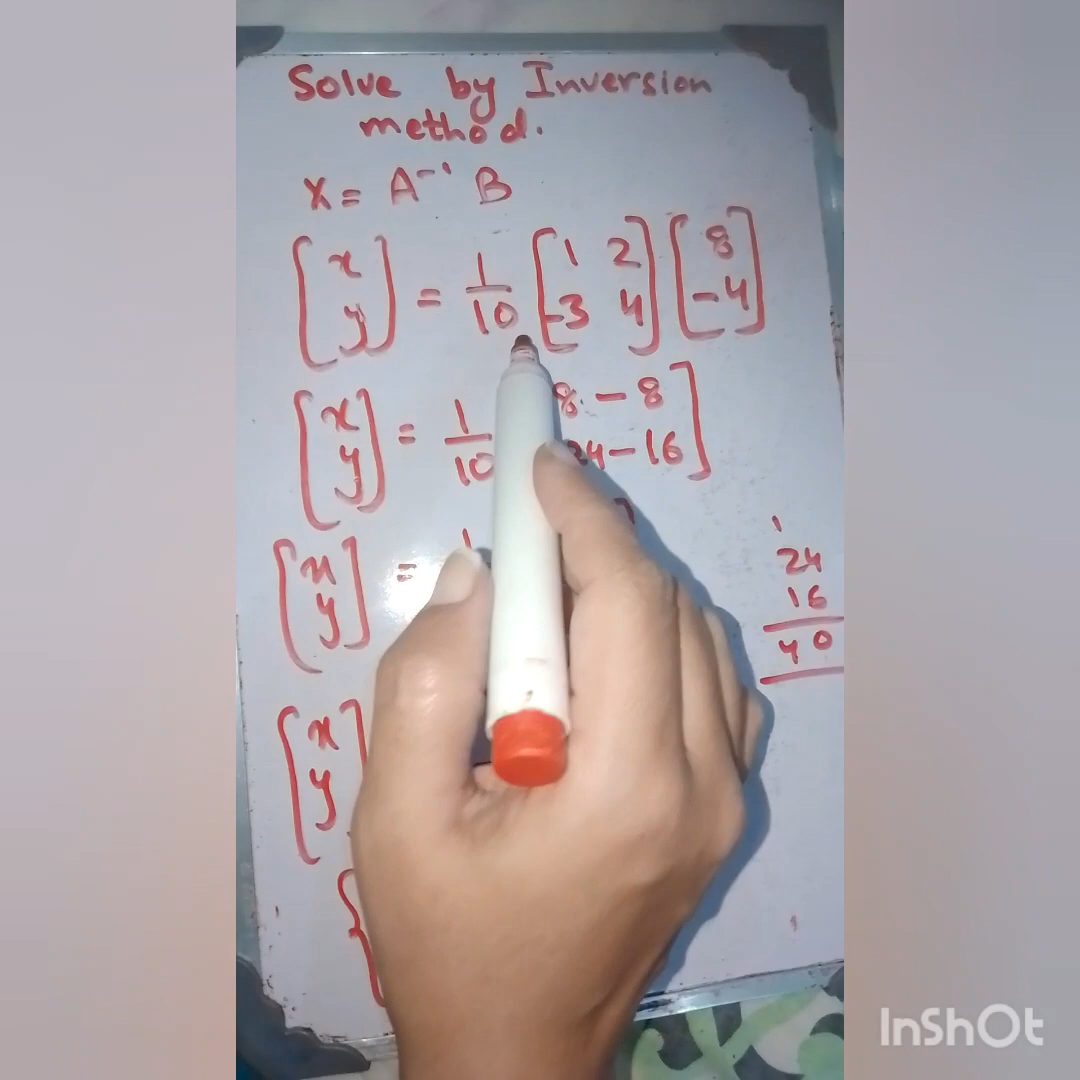 Solve by Inversion
method.
X = A⁻¹ B
[x y] = 1/10 [1 2 -3 4] [8 -4]
[x y] = 1/10 8 - 8 24 - 16]
[x y] = 1
24
16
40
[x y]
InShOt